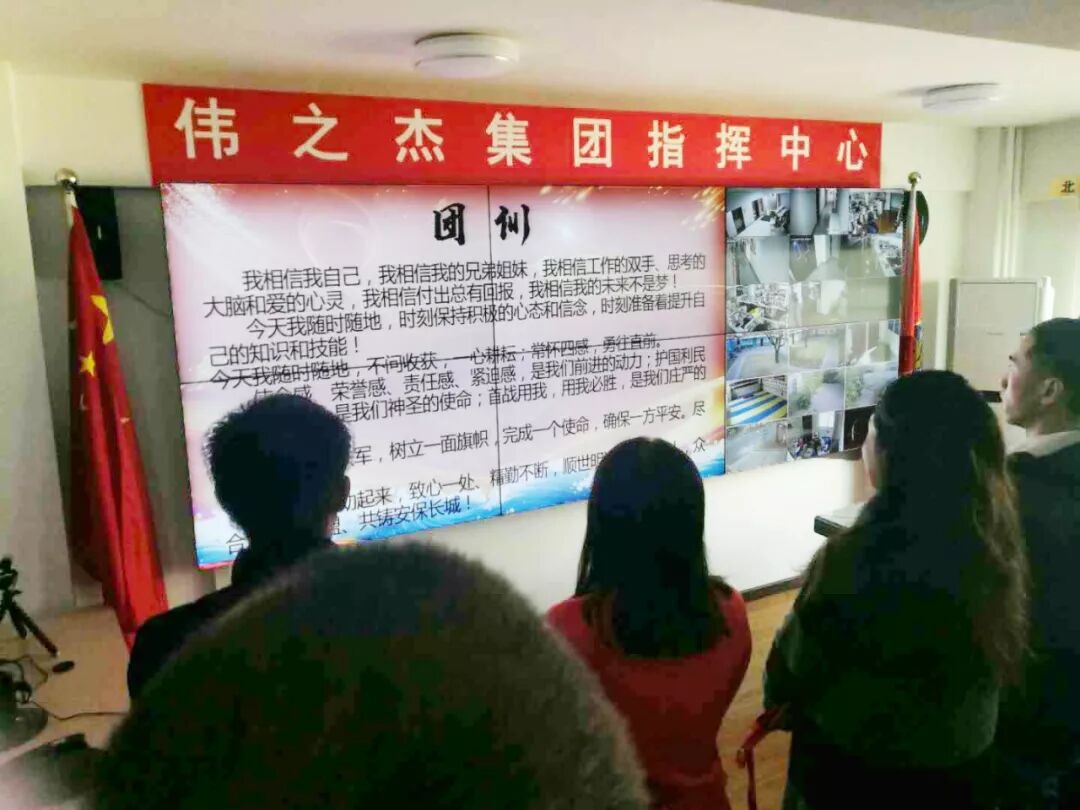 伟之杰集团指挥中心
北
团训
我相信我自己，我相信我的兄弟姐妹，我相信工作的双手、思考的
大脑和爱的心灵，我相信付出总有回报，我相信我的未来不是梦！
今天我随时随地，时刻保持积极的心态和信念，时刻准备着提升自
己的知识和技能！
今天我随时随地，不问收获，一心耕耘；常怀四感，勇往直前。
荣誉感、责任感、紧迫感，是我们前进的动力；护国利民
是我们神圣的使命；首战用我，用我必胜，是我们庄严的
军，树立一面旗帜，完成一个使命，确保一方平安。尽
动起来，致心一处、精勤不断，顺世明 ，众
合 、共铸安保长城！